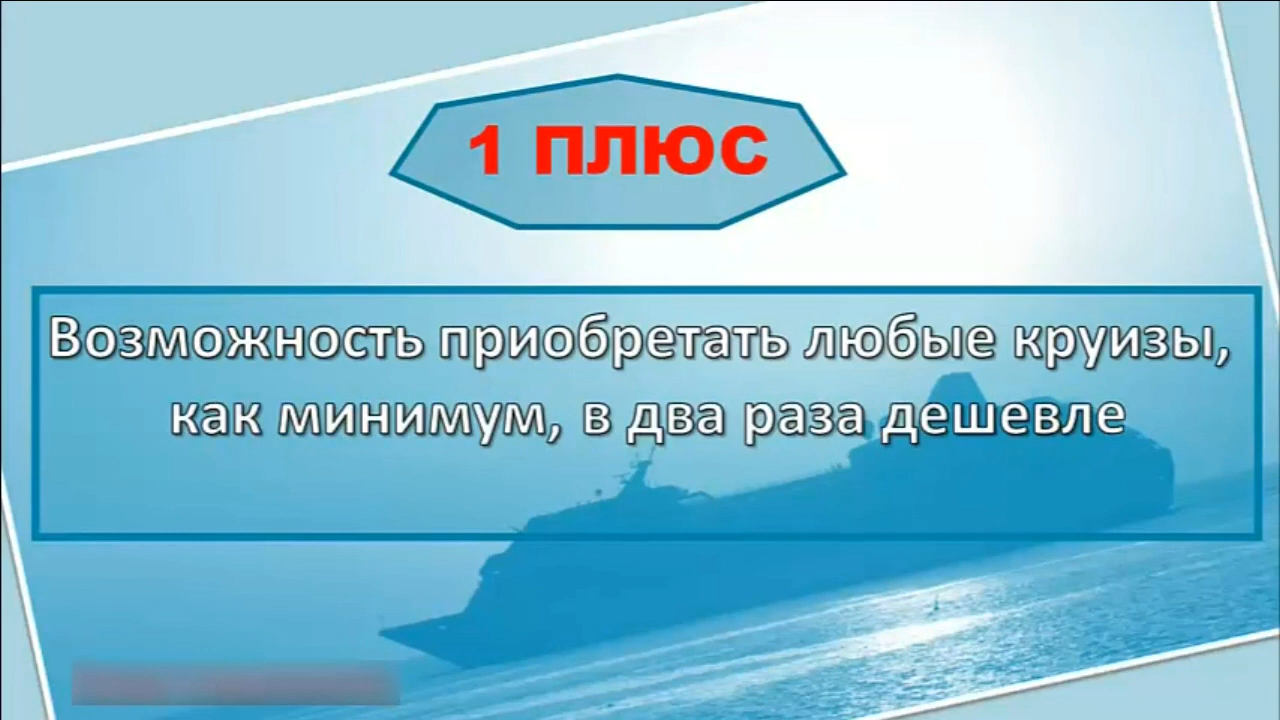 1 ПЛЮС
Возможность приобретать любые круизы,
как минимум, в два раза дешевле